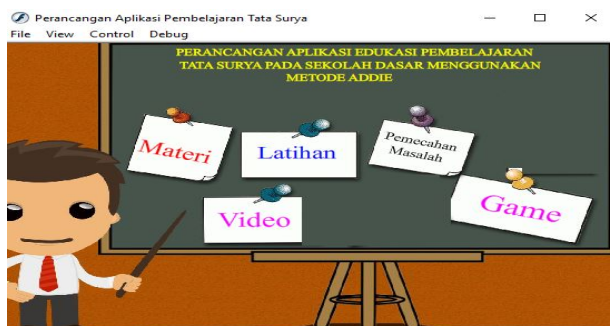 Perancangan Aplikasi Pembelajaran Tata Surya
File View Control Debug
PERANCANGAN APLIKASI EDUKASI PEMBELAJARAN
TATA SURYA PADA SEKOLAH DASAR MENGGUNAKAN
METODE ADDIE
Materi
Latihan
Pemecahan
Masalah
Video
Game